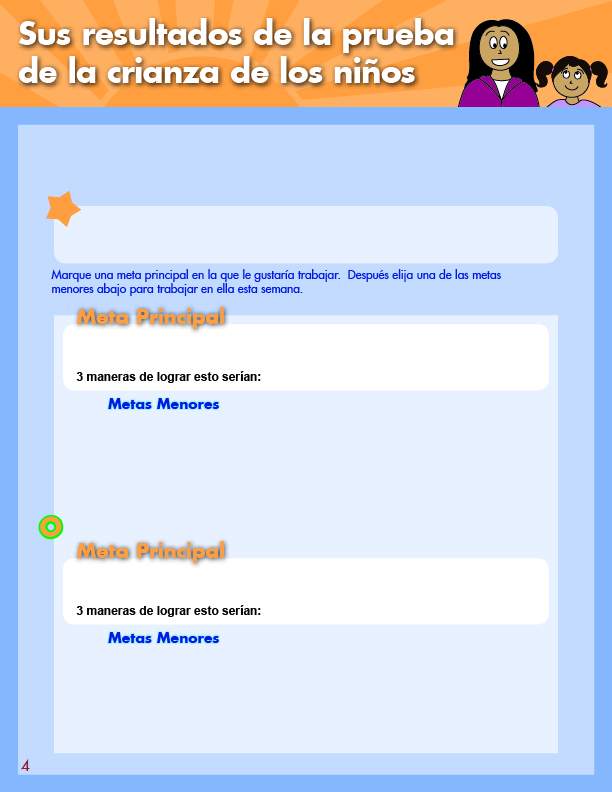 Sus resultados de la prueba
de la crianza de los niños
Marque una meta principal en la que le gustaría trabajar.  Después elija una de las metas
menores abajo para trabajar en ella esta semana.
Meta Principal
3 maneras de lograr esto serían:
Metas Menores
Meta Principal
3 maneras de lograr esto serían:
Metas Menores
4